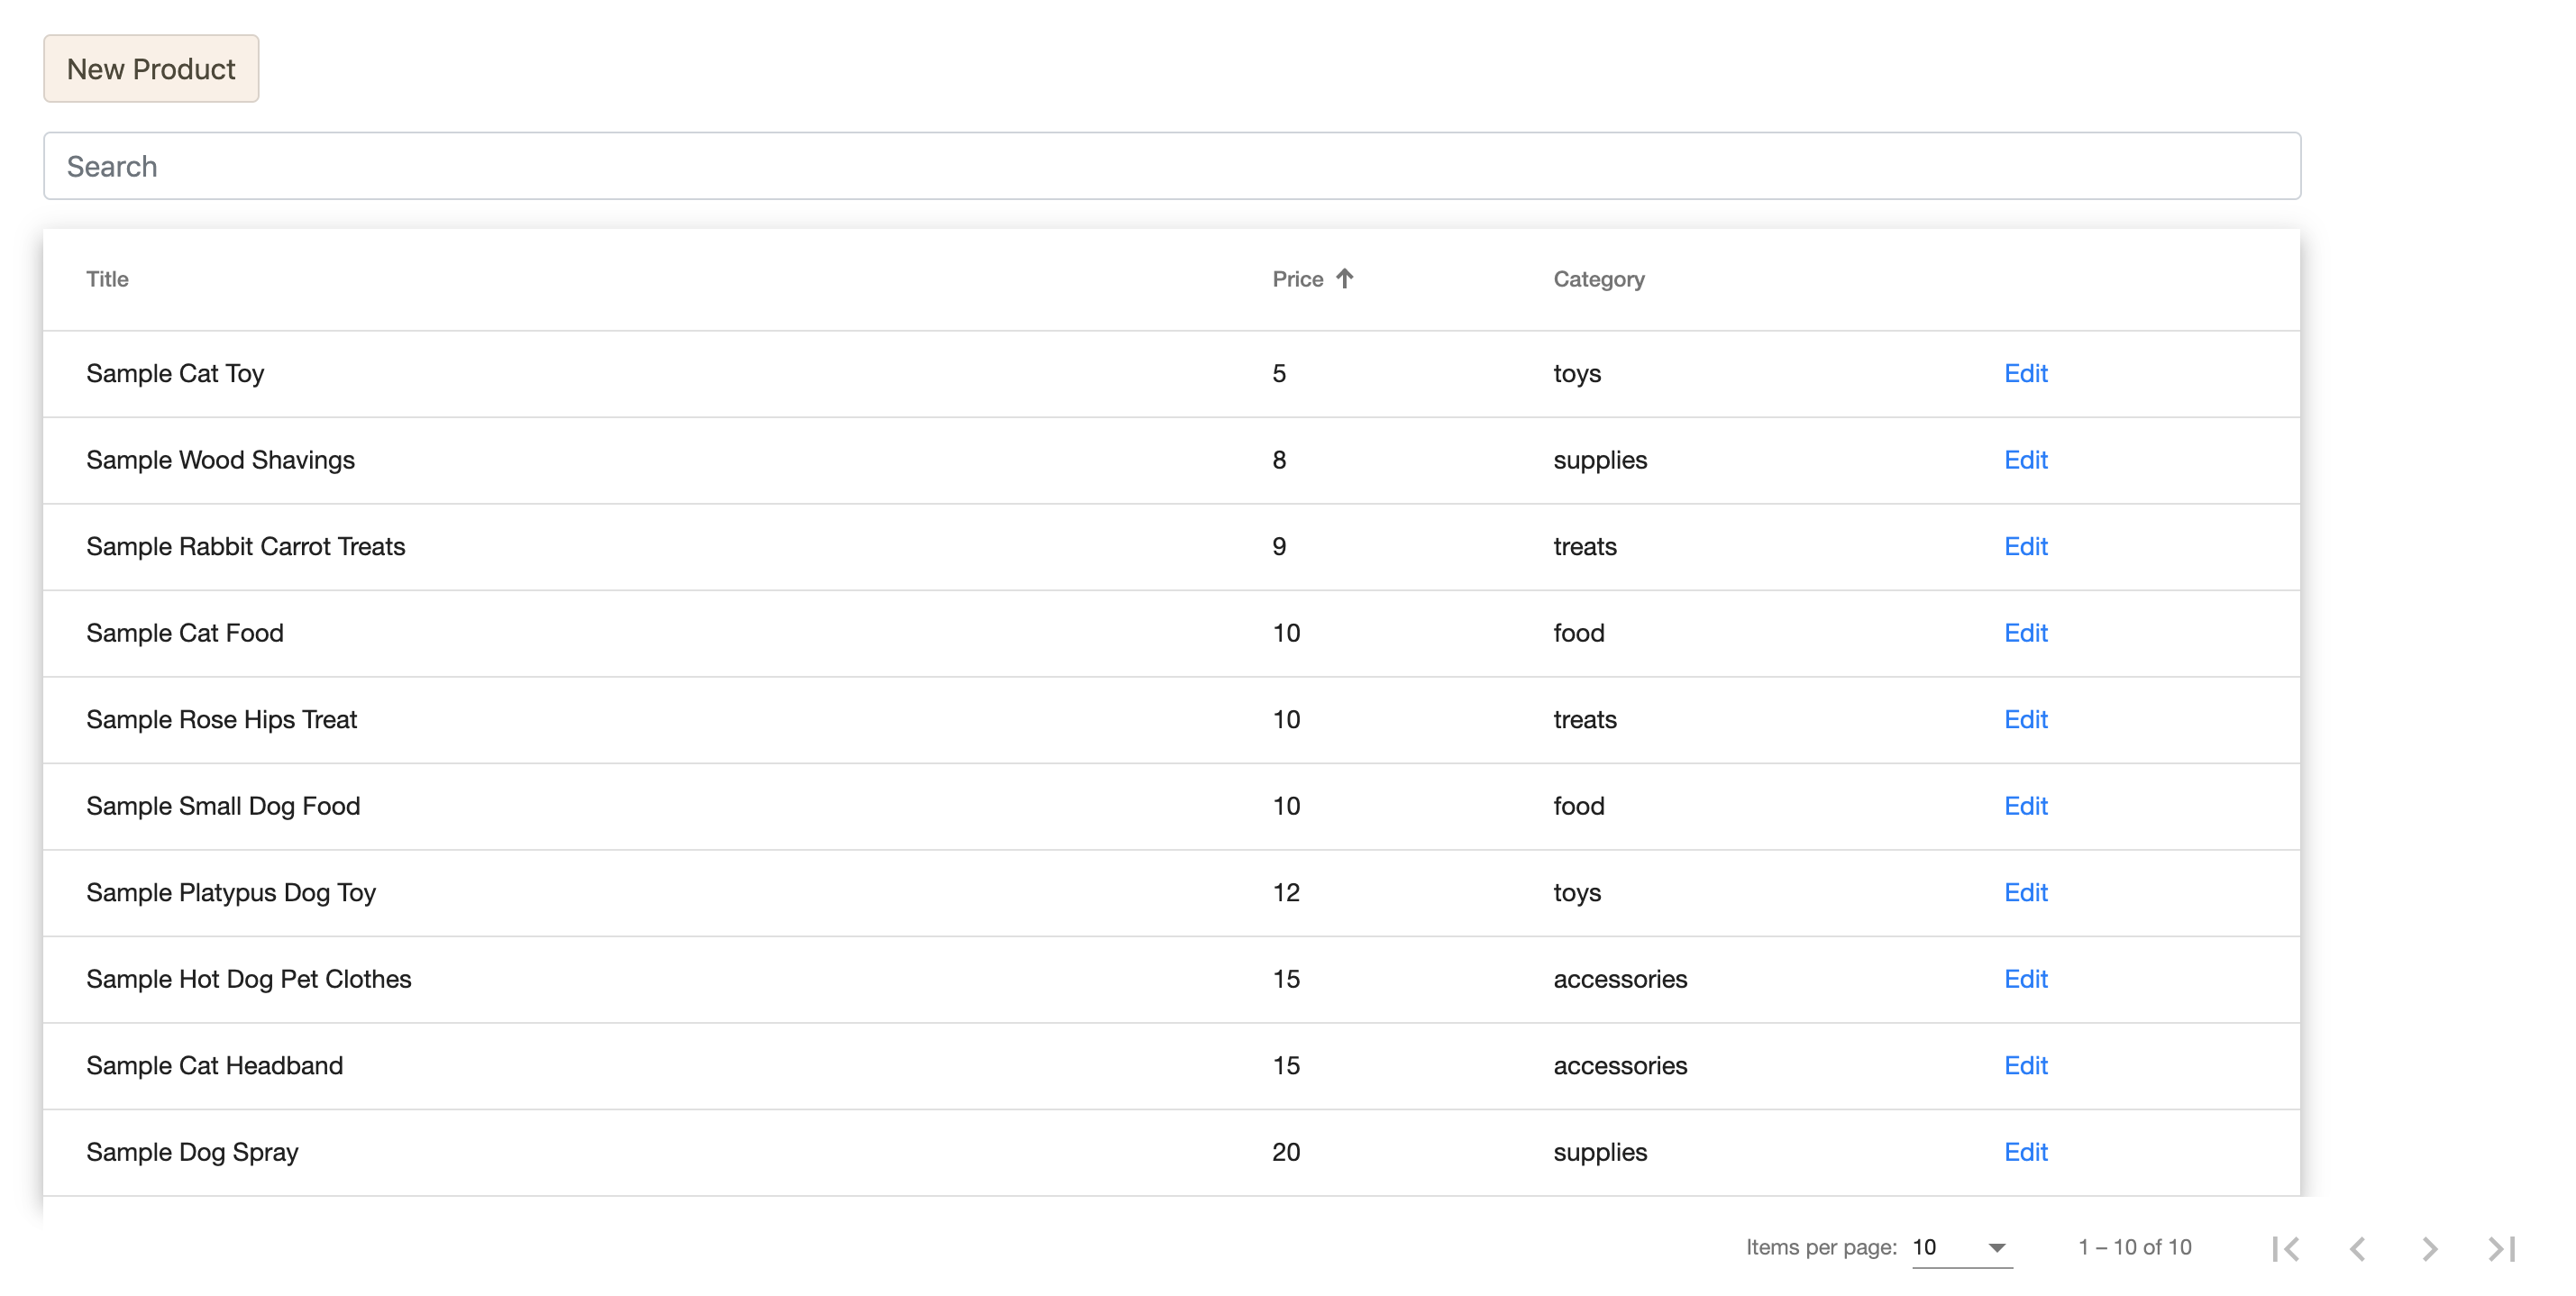 New Product
Search
Title Price Category
Sample Cat Toy 5 toys Edit
Sample Wood Shavings 8 supplies Edit
Sample Rabbit Carrot Treats 9 treats Edit
Sample Cat Food 10 food Edit
Sample Rose Hips Treat 10 treats Edit
Sample Small Dog Food 10 food Edit
Sample Platypus Dog Toy 12 toys Edit
Sample Hot Dog Pet Clothes 15 accessories Edit
Sample Cat Headband 15 accessories Edit
Sample Dog Spray 20 supplies Edit
Items per page: 10 1 – 10 of 10